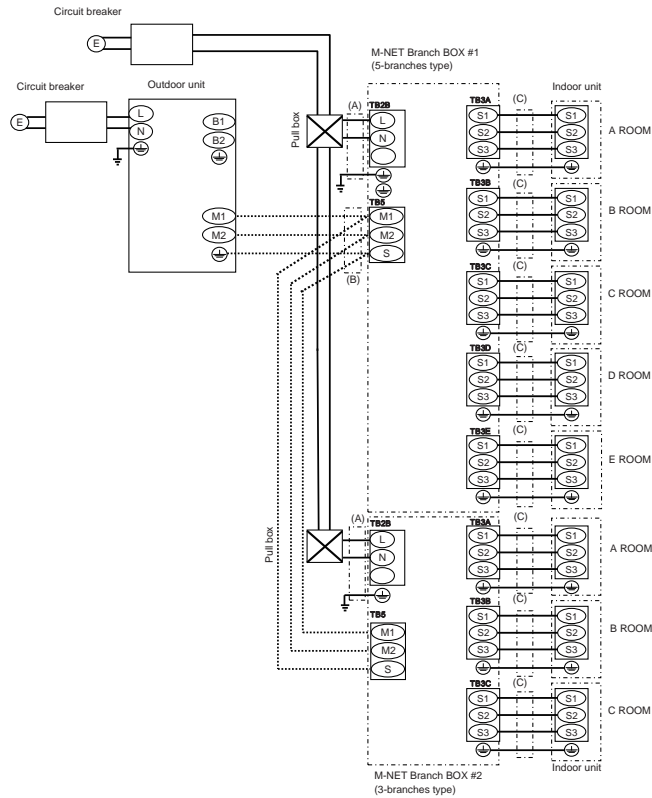 Circuit breaker
E
Circuit breaker
E
Outdoor unit
L
N
B1
B2
M1
M2
Pull box
M-NET Branch BOX #1
(5-branches type)
(A)
TB2B
L
N
TB5
M1
M2
S
(B)
Indoor unit
TB3A
(C)
S1
S1
S2
S2
S3
S3
A ROOM
TB3B
(C)
S1
S1
S2
S2
S3
S3
B ROOM
TB3C
(C)
S1
S1
S2
S2
S3
S3
C ROOM
TB3D
(C)
S1
S1
S2
S2
S3
S3
D ROOM
TB3E
(C)
S1
S1
S2
S2
S3
S3
E ROOM
Pull box
(A)
TB2B
L
N
TB5
M1
M2
S
TB3A
(C)
S1
S1
S2
S2
S3
S3
A ROOM
TB3B
(C)
S1
S1
S2
S2
S3
S3
B ROOM
TB3C
(C)
S1
S1
S2
S2
S3
S3
C ROOM
Indoor unit
M-NET Branch BOX #2
(3-branches type)